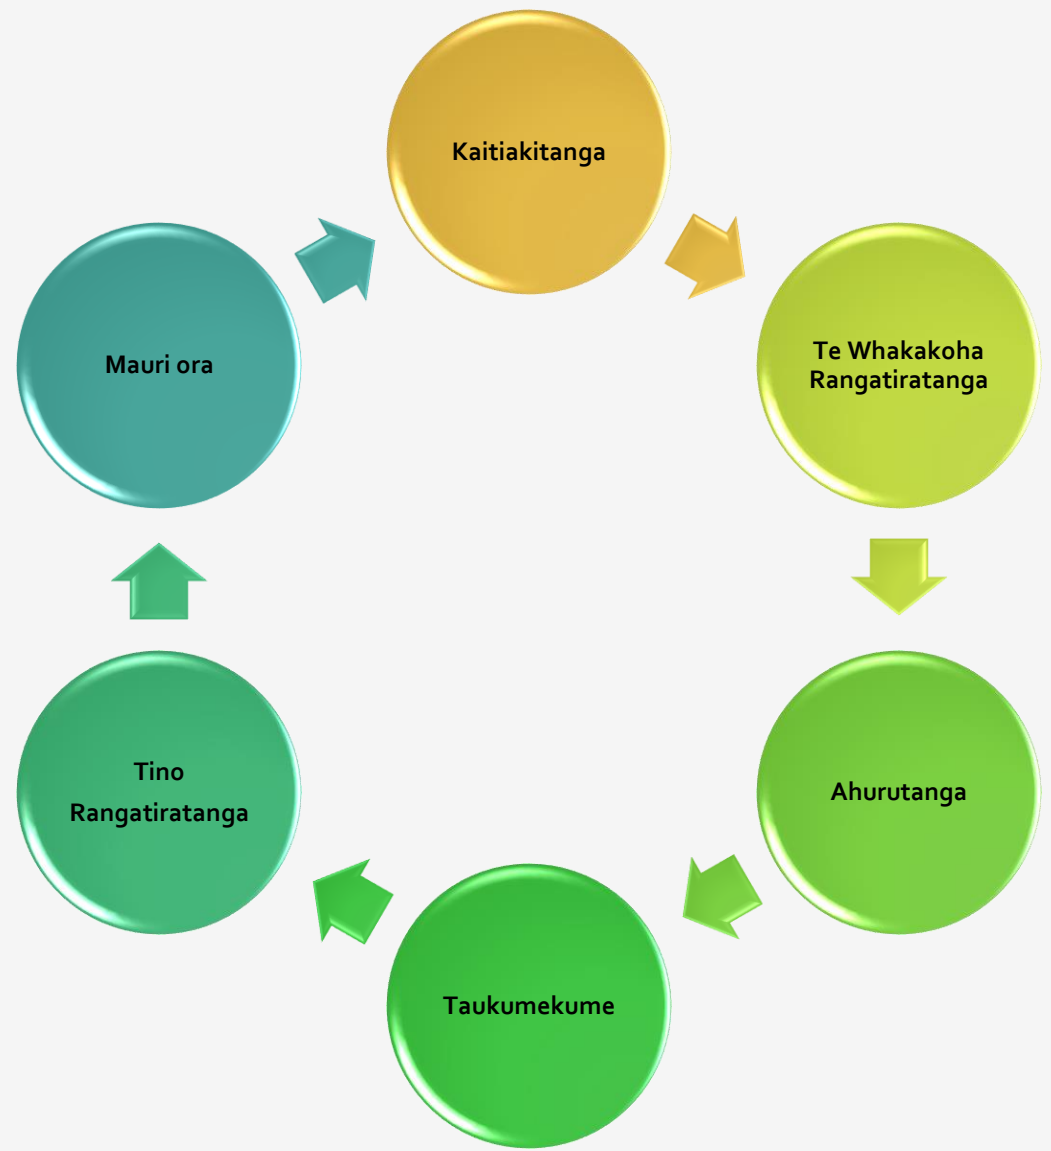 Kaitiakitanga
Te Whakakoha
Rangatiratanga
Ahurutanga
Taukumekume
Tino
Rangatiratanga
Mauri ora